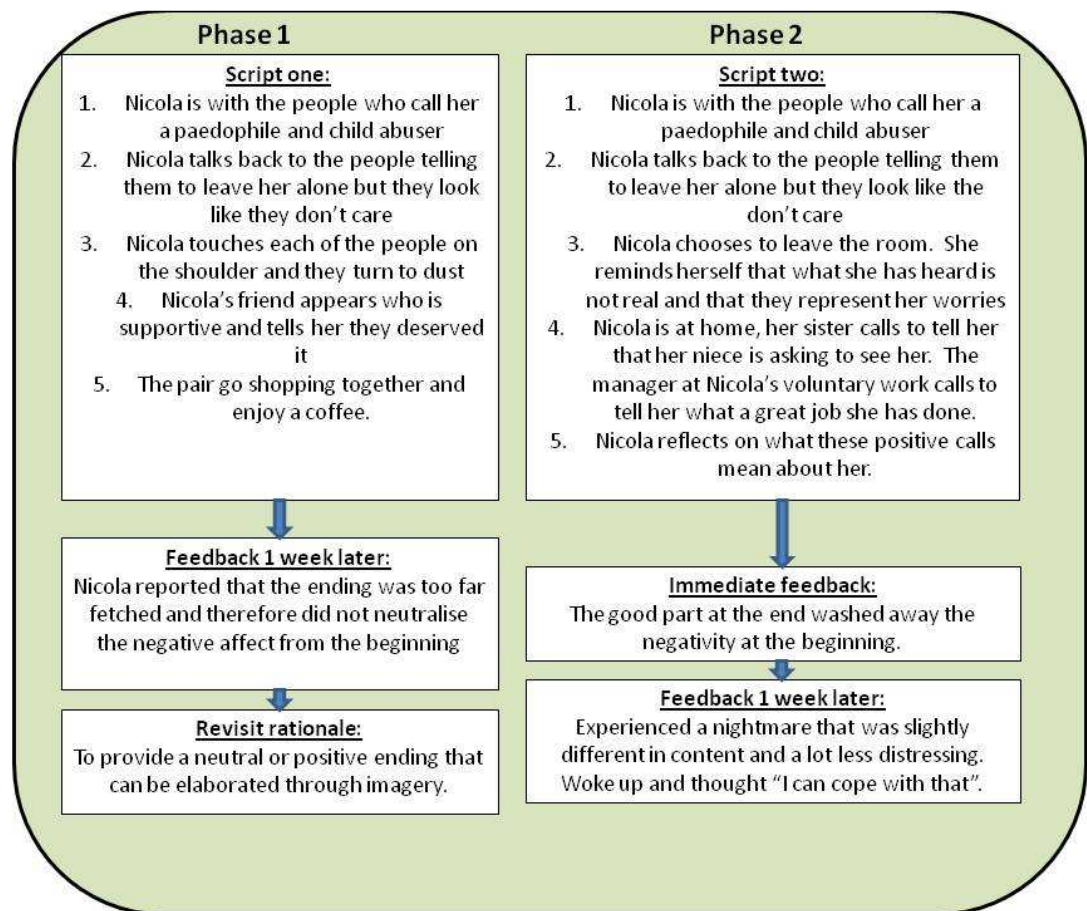 Phase 1
Script one:
1. Nicola is with the people who call her
a paedophile and child abuser
2. Nicola talks back to the people telling
them to leave her alone but they look
like they don't care
3. Nicola touches each of the people on
the shoulder and they turn to dust
4. Nicola's friend appears who is
supportive and tells her they deserved
it
5. The pair go shopping together and
enjoy a coffee.
Feedback 1 week later:
Nicola reported that the ending was too far
fetched and therefore did not neutralise
the negative affect from the beginning
Revisit rationale:
To provide a neutral or positive ending that
can be elaborated through imagery.
Phase 2
Script two:
1. Nicola is with the people who call her a
paedophile and child abuser
2. Nicola talks back to the people telling them
to leave her alone but they look like the
don't care
3. Nicola chooses to leave the room. She
reminds herself that what she has heard is
not real and that they represent her worries
4. Nicola is at home, her sister calls to tell her
that her niece is asking to see her. The
manager at Nicola's voluntary work calls to
tell her what a great job she has done.
5. Nicola reflects on what these positive calls
mean about her.
Immediate feedback:
The good part at the end washed away the
negativity at the beginning.
Feedback 1 week later:
Experienced a nightmare that was slightly
different in content and a lot less distressing.
Woke up and thought "I can cope with that".